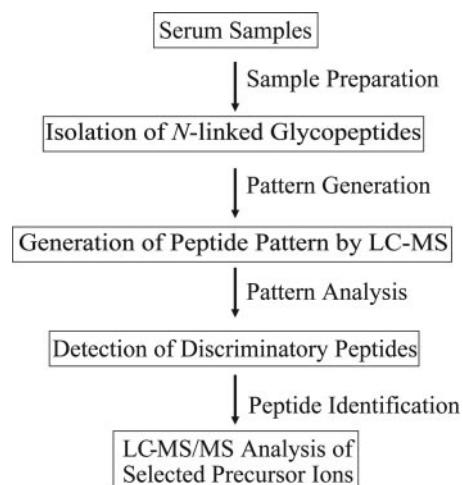 Serum Samples
Sample Preparation
Isolation of N-linked Glycopeptides
Pattern Generation
Generation of Peptide Pattern by LC-MS
Pattern Analysis
Detection of Discriminatory Peptides
Peptide Identification
LC-MS/MS Analysis of
Selected Precursor Ions